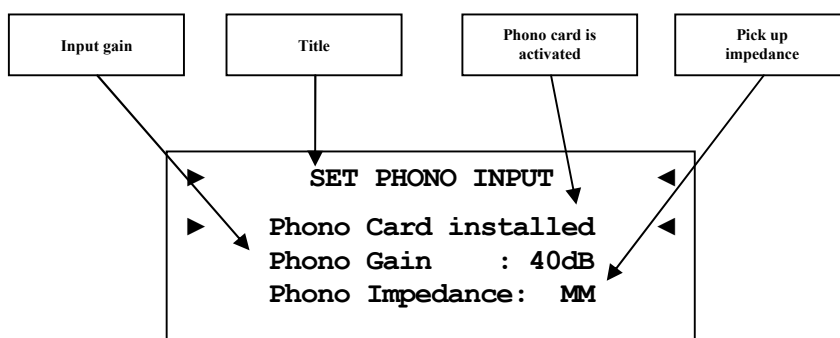 Input gain
Title
Phono card is
activated
Pick up
impedance
► SET PHONO INPUT ◄
► Phono Card installed ◄
Phono Gain : 40dB
Phono Impedance: MM